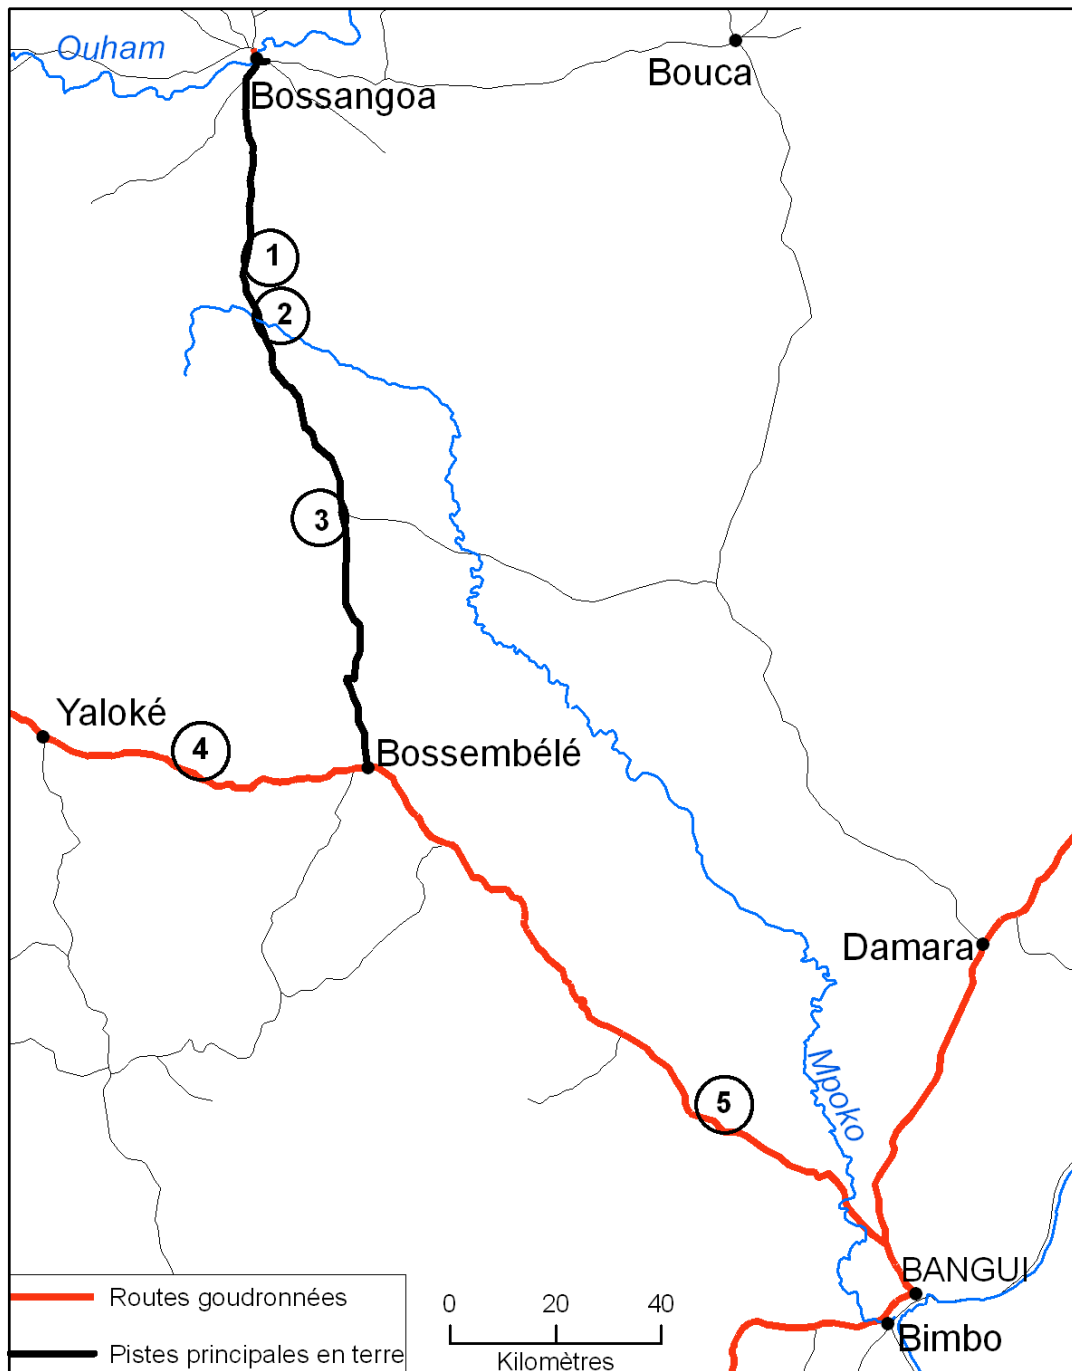 Ouham
Bouca
Bossangoa
1
2
3
Yaloké
4
Bossembélé
Damara
Mpoko
5
BANGUI
Bimbo
Routes goudronnées
Pistes principales en terre
0 20 40
Kilomètres